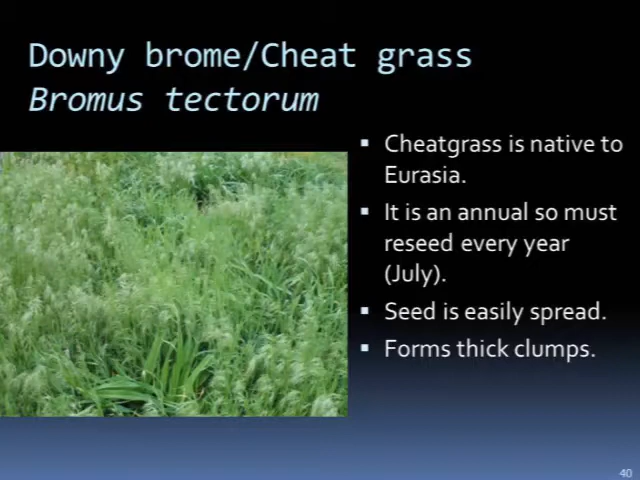 Downy brome/Cheat grass
Bromus tectorum
Cheatgrass is native to
Eurasia.
It is an annual so must
reseed every year
(July).
Seed is easily spread.
Forms thick clumps.
40